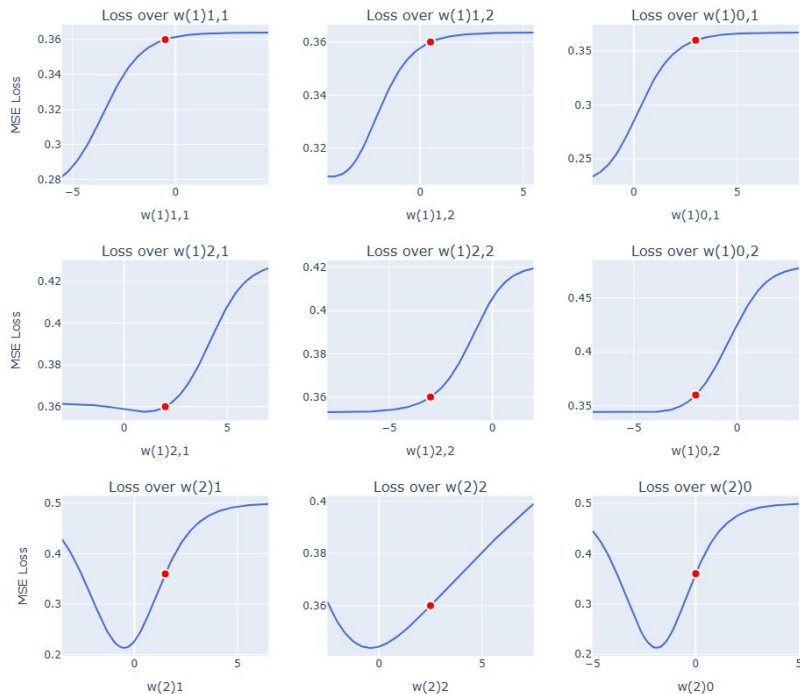 Loss over w(1)1,1
Loss over w(1)1,2
Loss over w(1)0,1
MSE Loss
0.36
0.34
0.32
0.3
0.28
−5
0
w(1)1,1
0.36
0.34
0.32
0
5
w(1)1,2
0.35
0.3
0.25
0
5
w(1)0,1
Loss over w(1)2,1
Loss over w(1)2,2
Loss over w(1)0,2
MSE Loss
0.42
0.4
0.38
0.36
0
5
w(1)2,1
0.42
0.4
0.38
0.36
−5
0
w(1)2,2
0.45
0.4
0.35
−5
0
w(1)0,2
Loss over w(2)1
Loss over w(2)2
Loss over w(2)0
MSE Loss
0.5
0.4
0.3
0.2
0
5
w(2)1
0.4
0.38
0.36
0
5
w(2)2
0.5
0.4
0.3
0.2
−5
0
5
w(2)0